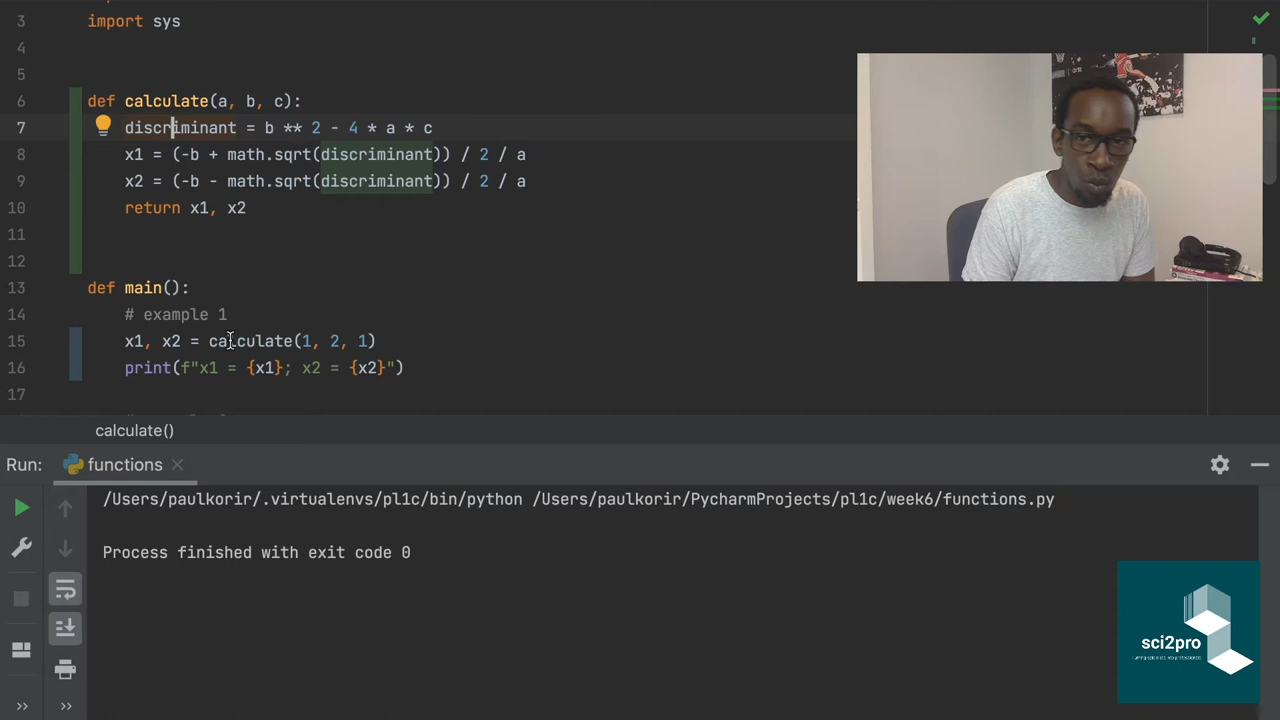 3 import sys
4
5
6 def calculate(a, b, c):
7 discriminant = b ** 2 - 4 * a * c
8 x1 = (-b + math.sqrt(discriminant)) / 2 / a
9 x2 = (-b - math.sqrt(discriminant)) / 2 / a
10 return x1, x2
11
12
13 def main():
14 # example 1
15 x1, x2 = calculate(1, 2, 1)
16 print(f"x1 = {x1}; x2 = {x2}")
17
calculate()
Run: functions
/Users/paulkorir/.virtualenvs/pl1c/bin/python /Users/paulkorir/PycharmProjects/pl1c/week6/functions.py
Process finished with exit code 0
sci2pro